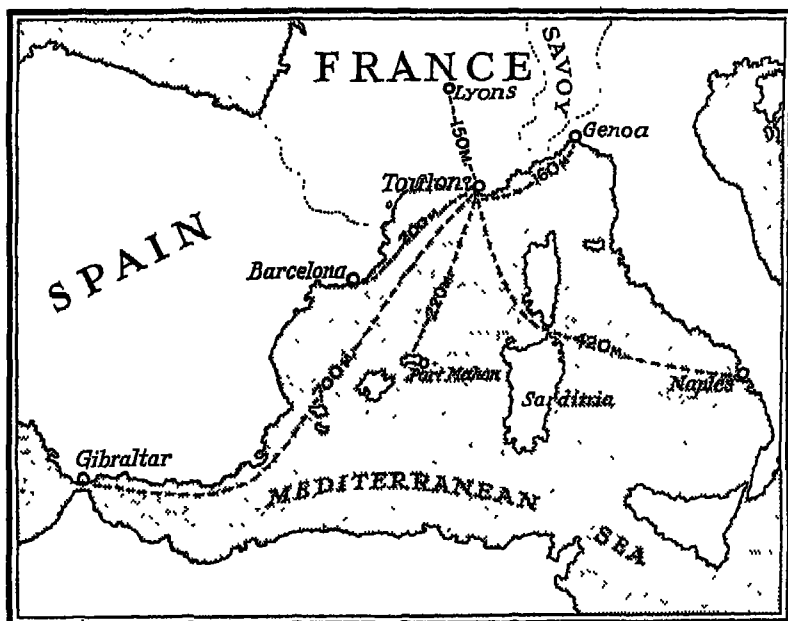 FRANCE
SAVOY
Lyons
150M.
Genoa
160M.
Toulon
200M.
SPAIN
Barcelona
220M.
420M.
Port Mahon
Naples
Sardinia
Gibraltar
MEDITERRANEAN
SEA